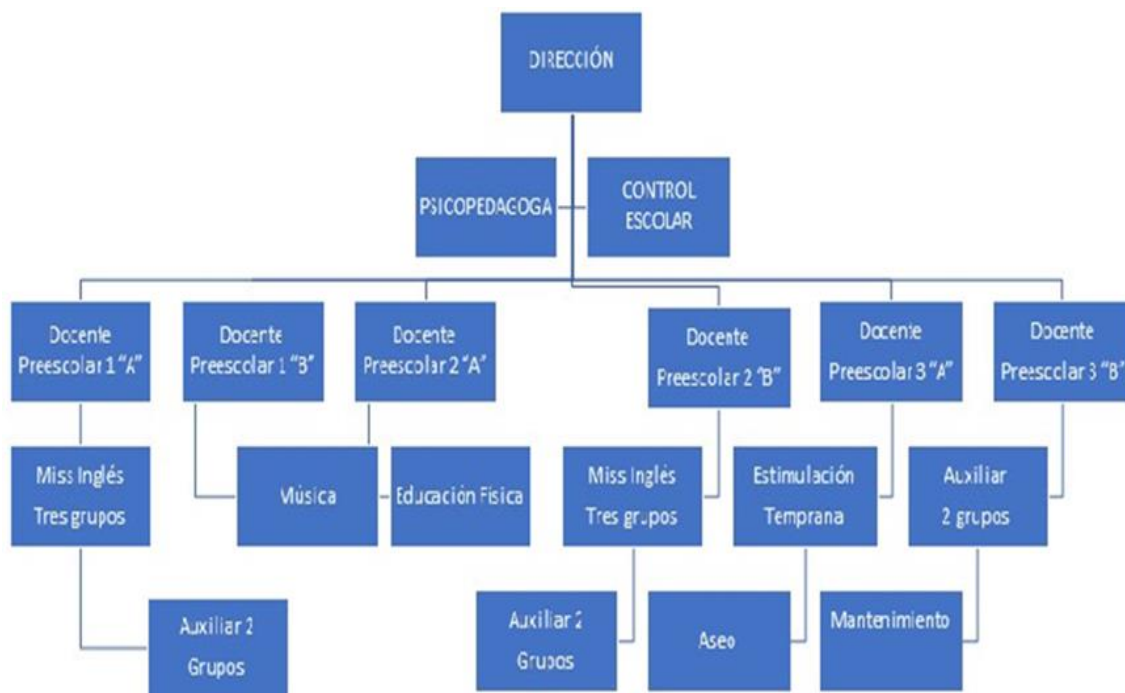 DIRECCIÓN
PSICOPEDAGOGA
CONTROL
ESCOLAR
Docente
Preescolar 1 "A"
Docente
Preescolar 1 "B"
Docente
Preescolar 2 "A"
Docente
Preescolar 2 "B"
Docente
Preescolar 3 "A"
Docente
Preescolar 3 "B"
Miss Inglés
Tres grupos
Música
Educación Física
Miss Inglés
Tres grupos
Estimulación
Temprana
Auxiliar
2 grupos
Auxiliar 2
Grupos
Auxiliar 2
Grupos
Aseo
Mantenimiento